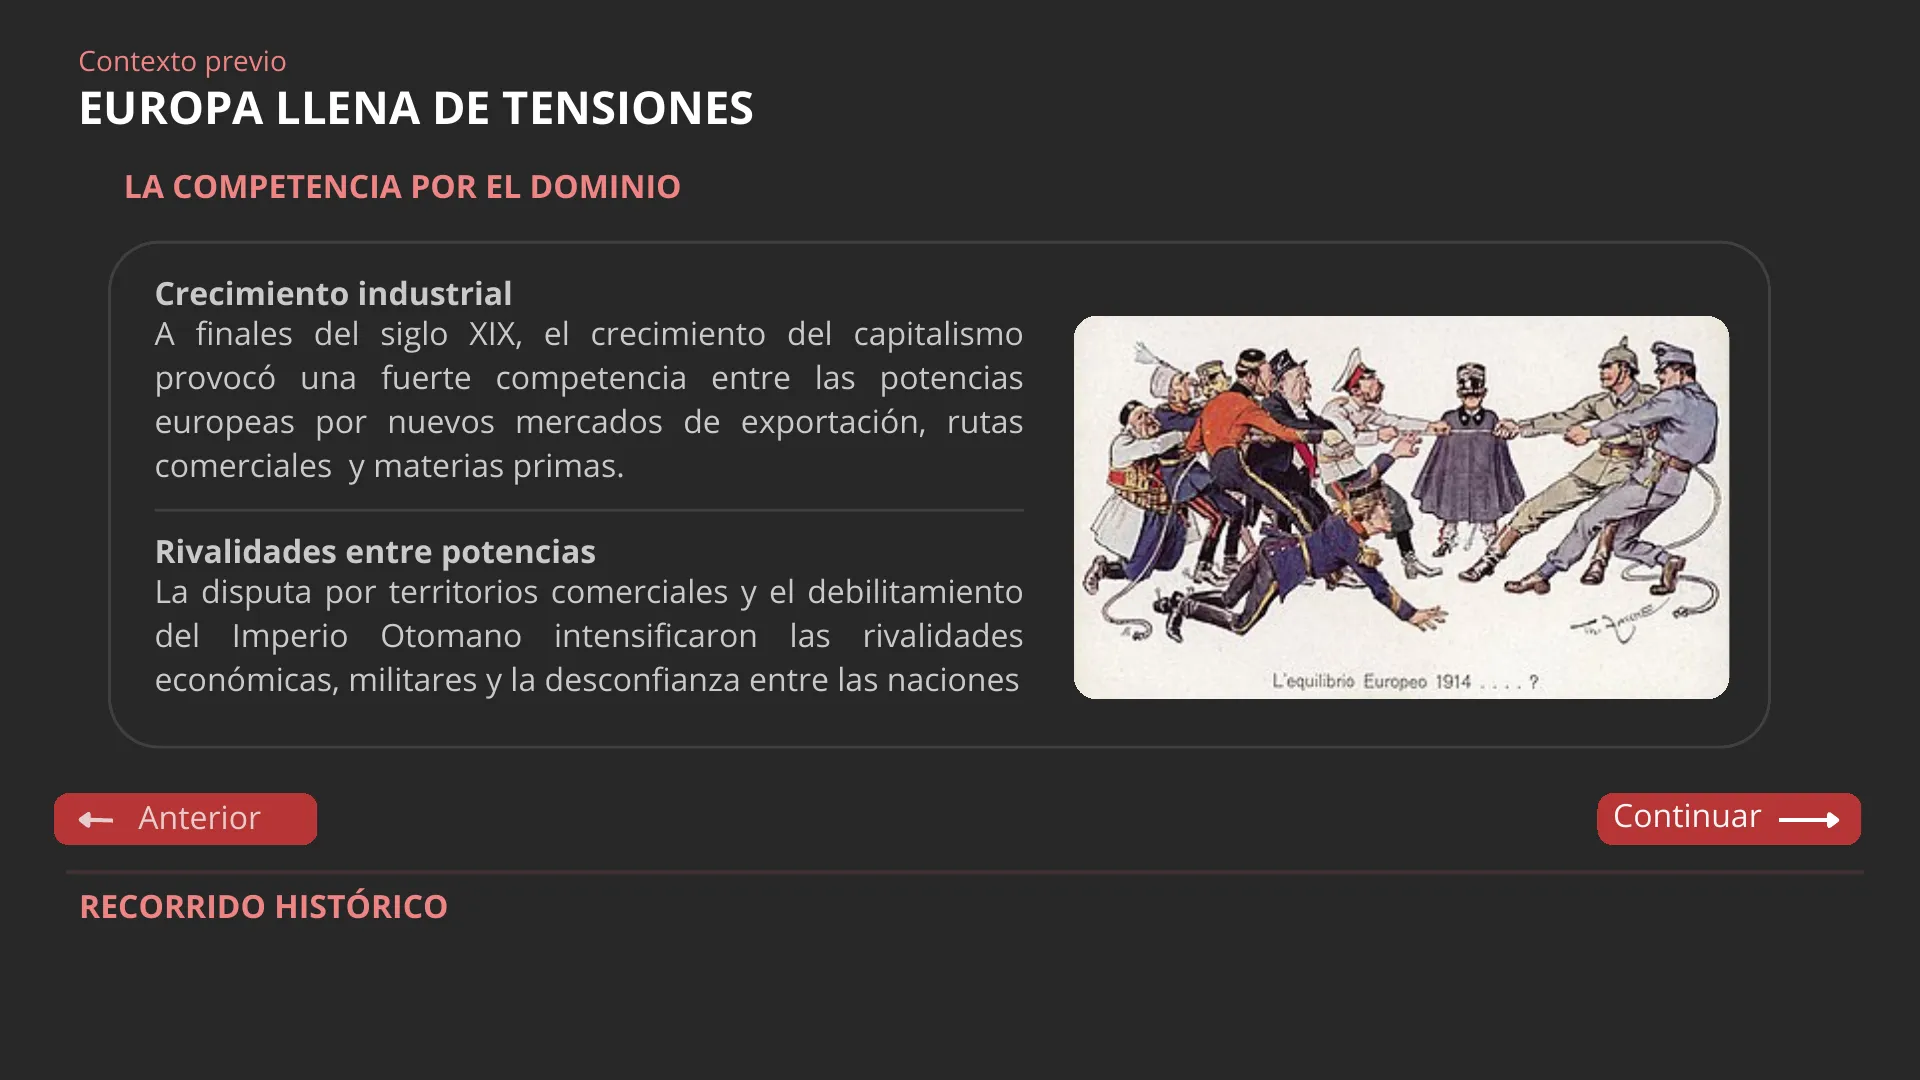 Contexto previo
EUROPA LLENA DE TENSIONES
LA COMPETENCIA POR EL DOMINIO
Crecimiento industrial
A finales del siglo XIX, el crecimiento del capitalismo
provocó una fuerte competencia entre las potencias
europeas por nuevos mercados de exportación, rutas
comerciales y materias primas.
Rivalidades entre potencias
La disputa por territorios comerciales y el debilitamiento
del Imperio Otomano intensificaron las rivalidades
económicas, militares y la desconfianza entre las naciones
L'equilibrio Europeo 1914 . . . . ?
Anterior
Continuar
RECORRIDO HISTÓRICO